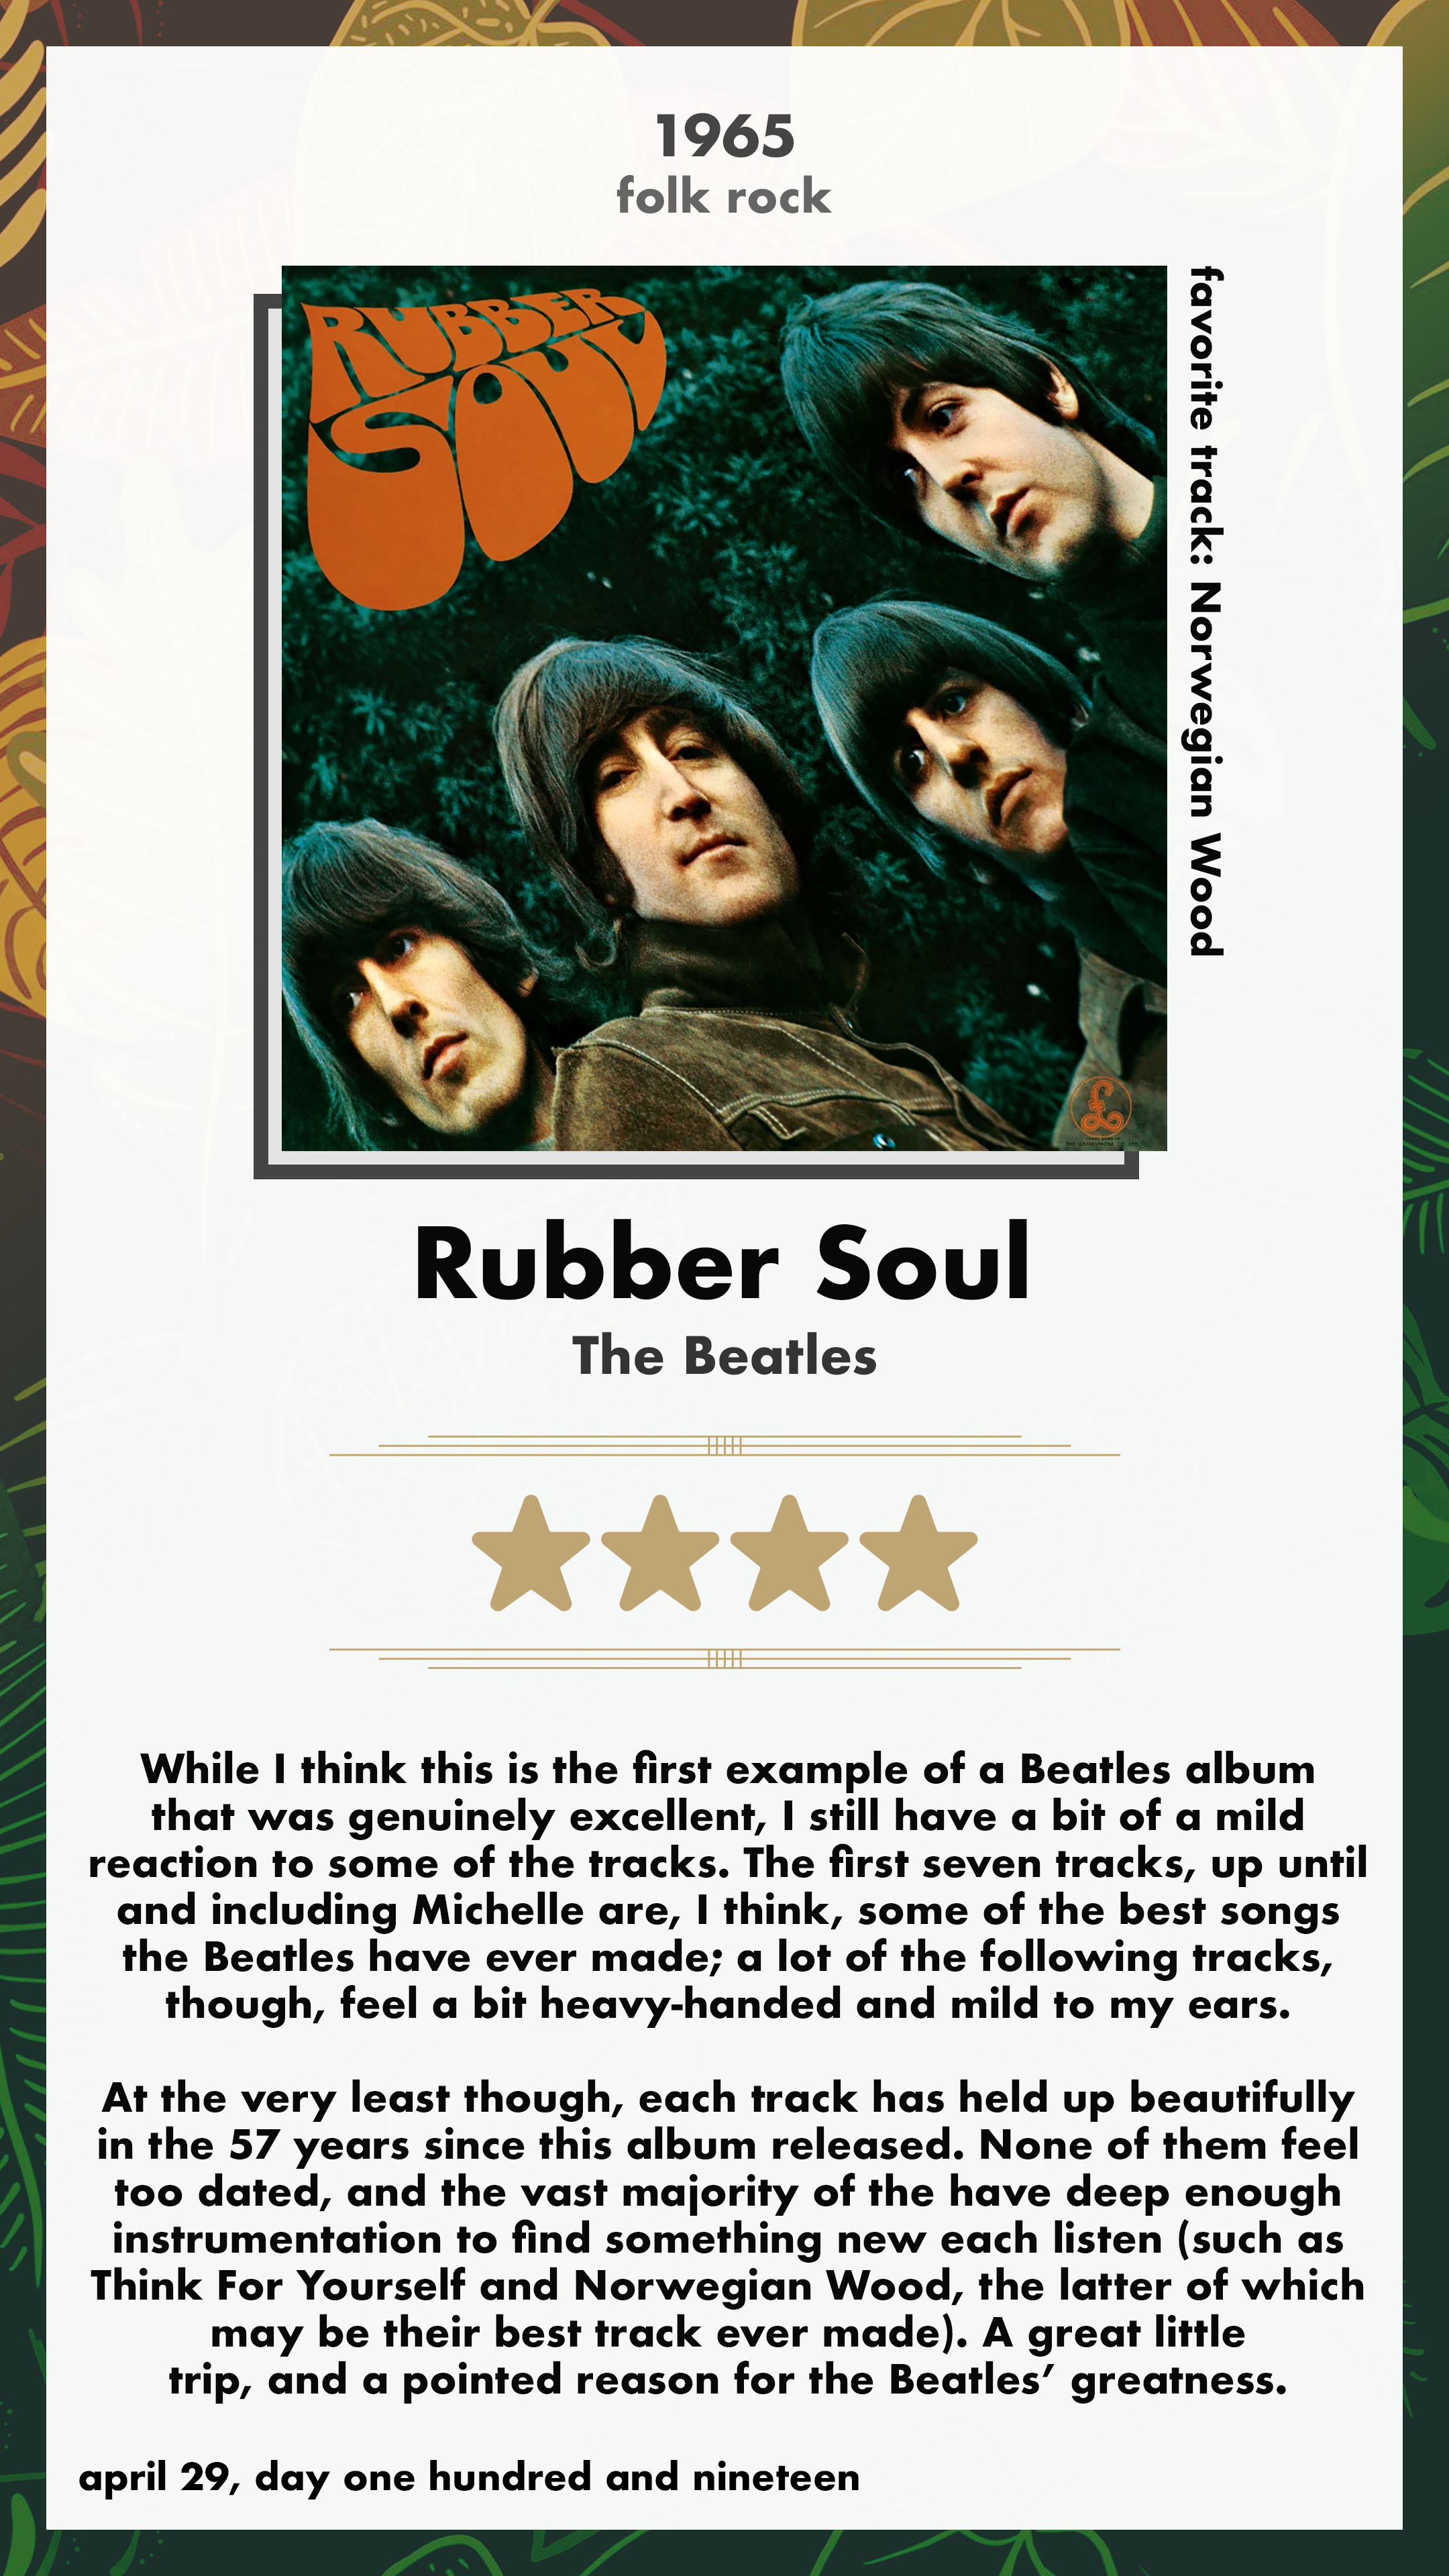 1965
folk rock
RUBBER
SOUL
favorite track: Norwegian Wood
Rubber Soul
The Beatles
While I think this is the first example of a Beatles album
that was genuinely excellent, I still have a bit of a mild
reaction to some of the tracks. The first seven tracks, up until
and including Michelle are, I think, some of the best songs
the Beatles have ever made; a lot of the following tracks,
though, feel a bit heavy-handed and mild to my ears.
At the very least though, each track has held up beautifully
in the 57 years since this album released. None of them feel
too dated, and the vast majority of the have deep enough
instrumentation to find something new each listen (such as
Think For Yourself and Norwegian Wood, the latter of which
may be their best track ever made). A great little
trip, and a pointed reason for the Beatles’ greatness.
april 29, day one hundred and nineteen